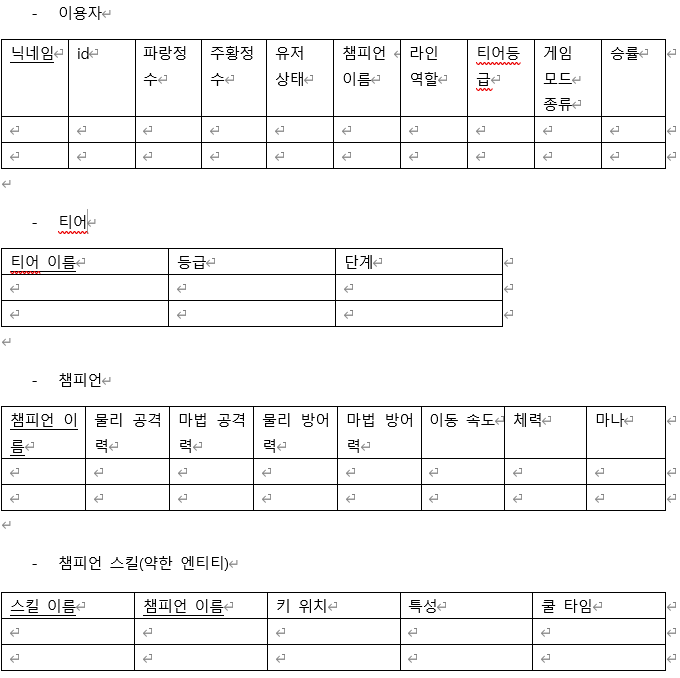 - 이용자
닉네임 id 파랑정수 주황정수 유저 상태 챔피언 이름 라인 역할 티어등급 게임 모드 종류 승률
- 티어
티어 이름 등급 단계
- 챔피언
챔피언 이름 물리 공격력 마법 공격력 물리 방어력 마법 방어력 이동 속도 체력 마나
- 챔피언 스킬(약한 엔티티)
스킬 이름 챔피언 이름 키 위치 특성 쿨 타임